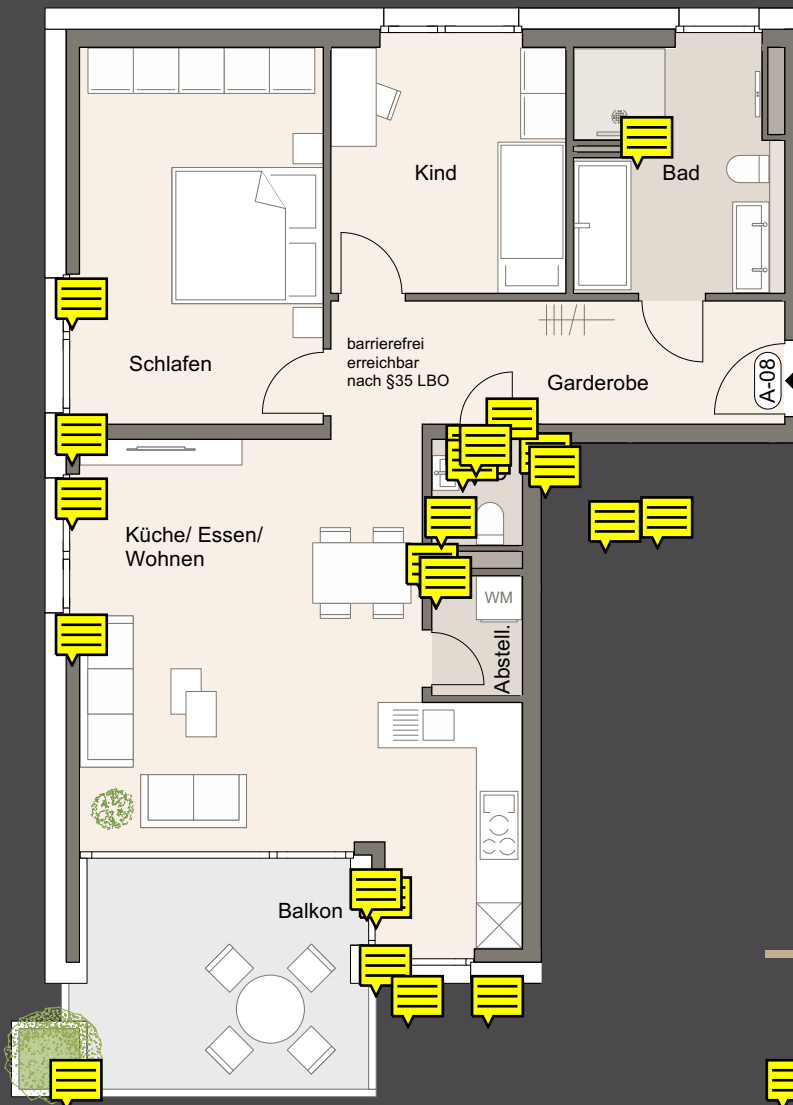 Kind
Bad
Schlafen
barrierefrei
erreichbar
nach §35 LBO
Garderobe
A-08
Küche/ Essen/
Wohnen
WM
Abstell.
Balkon